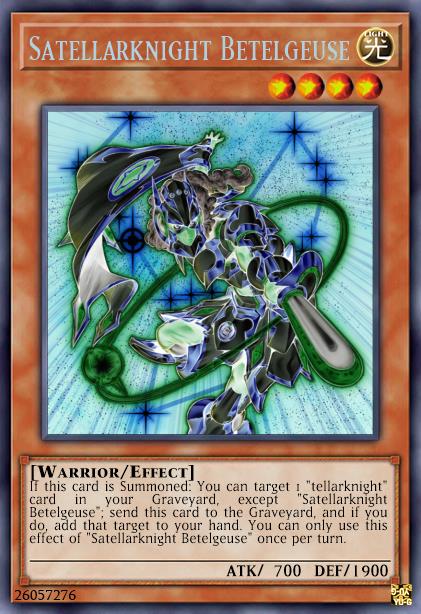 SATELLARKNIGHT BETELGEUSE
LIGHT
光
[WARRIOR/EFFECT]
If this card is Summoned: You can target 1 "tellarknight"
card in your Graveyard, except "Satellarknight
Betelgeuse"; send this card to the Graveyard, and if you
do, add that target to your hand. You can only use this
effect of "Satellarknight Betelgeuse" once per turn.
ATK/ 700 DEF/1900
26057276